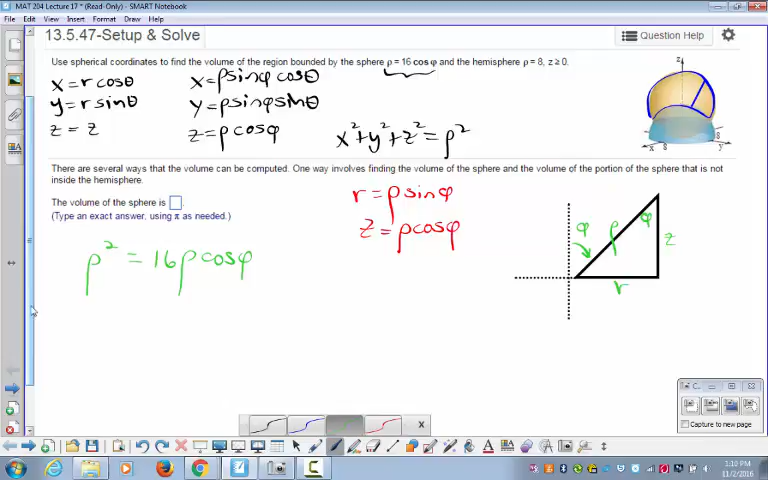 MAT 204 Lecture 17 * (Read-Only) - SMART Notebook
File Edit View Insert Format Draw Help
13.5.47-Setup & Solve
Question Help
Use spherical coordinates to find the volume of the region bounded by the sphere ρ = 16 cos φ and the hemisphere ρ = 8, z ≥ 0.
x = r cosθ
y = r sinθ
z = z
x = ρ sinφ cosθ
y = ρ sinφ sinθ
z = ρ cosφ
x² + y² + z² = ρ²
z
8
8
x
y
There are several ways that the volume can be computed. One way involves finding the volume of the sphere and the volume of the portion of the sphere that is not
inside the hemisphere.
The volume of the sphere is
(Type an exact answer, using π as needed.)
r = ρ sinφ
z = ρ cosφ
ρ² = 16 ρ cosφ
φ
ρ
φ
z
r
C...
Capture to new page
1:10 PM
11/2/2016